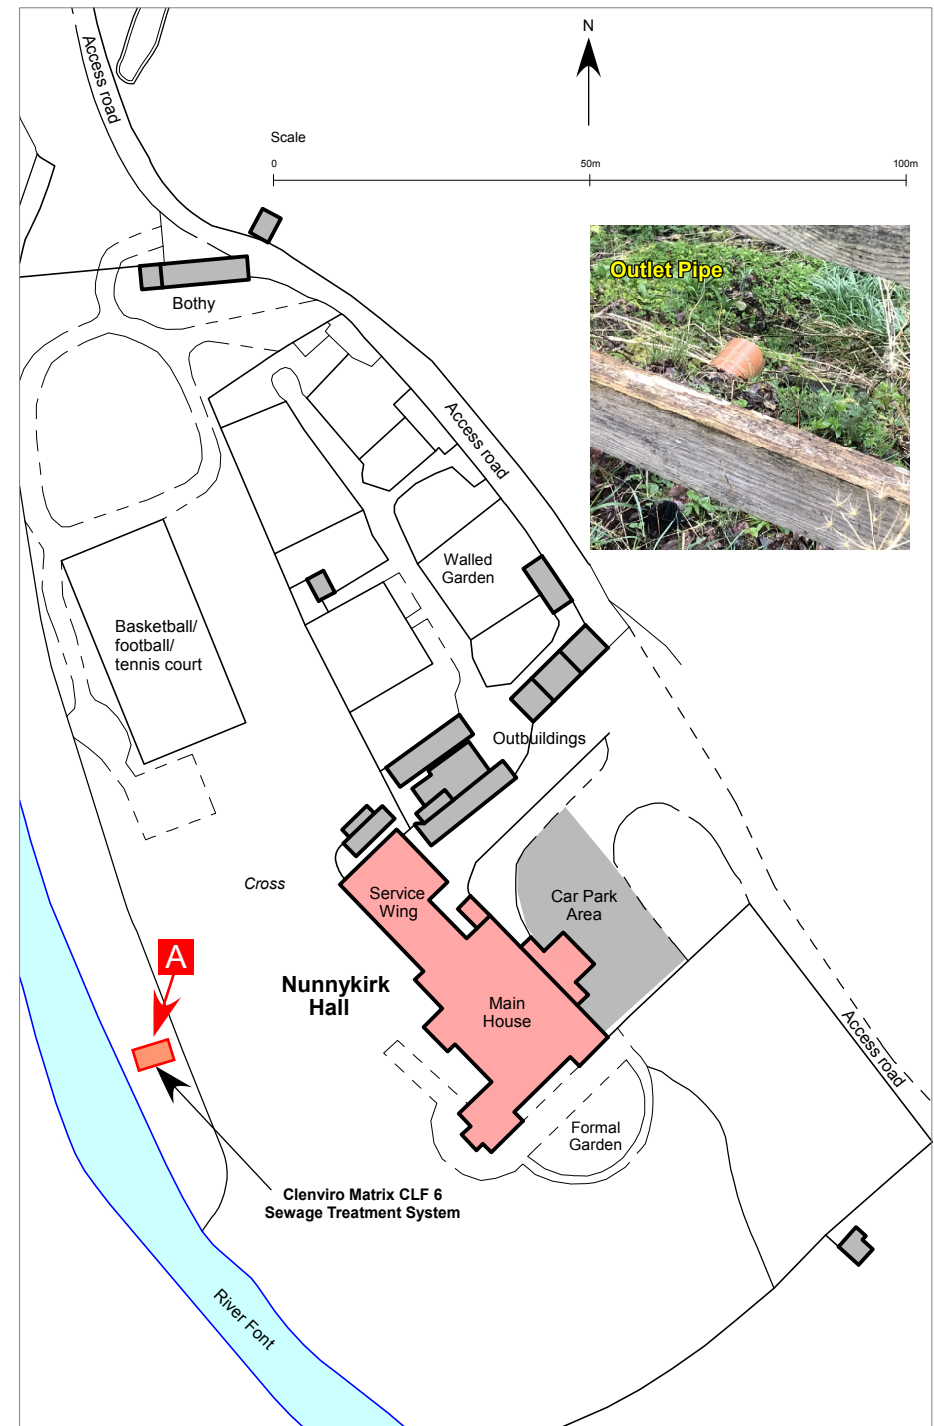 Access road
N
Scale
0
50m
100m
Outlet Pipe
Bothy
Access road
Walled
Garden
Basketball/
football/
tennis court
Outbuildings
Cross
Service
Wing
Car Park
Area
A
Nunnykirk
Hall
Main
House
Access road
Formal
Garden
Clenviro Matrix CLF 6
Sewage Treatment System
River Font